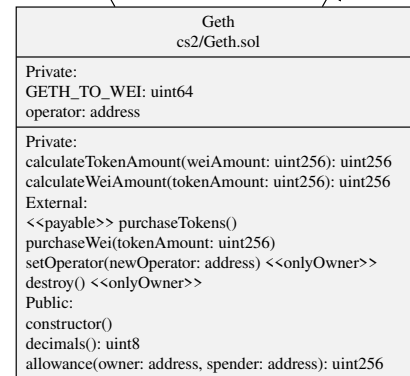 Geth
cs2/Geth.sol
Private:
GETH_TO_WEI: uint64
operator: address
Private:
calculateTokenAmount(weiAmount: uint256): uint256
calculateWeiAmount(tokenAmount: uint256): uint256
External:
<<payable>> purchaseTokens()
purchaseWei(tokenAmount: uint256)
setOperator(newOperator: address) <<onlyOwner>>
destroy() <<onlyOwner>>
Public:
constructor()
decimals(): uint8
allowance(owner: address, spender: address): uint256